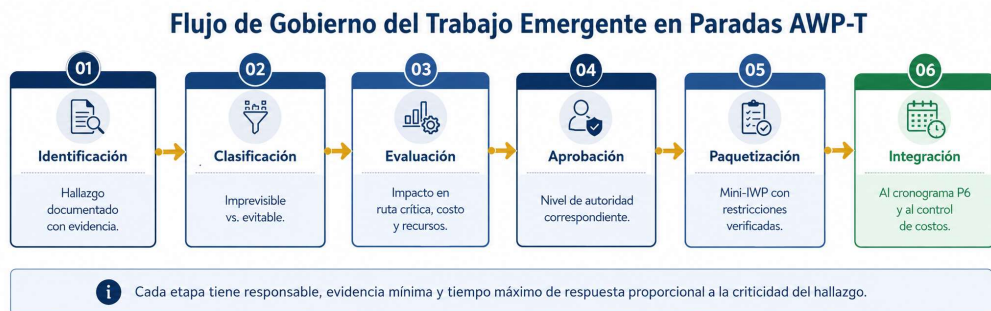 Flujo de Gobierno del Trabajo Emergente en Paradas AWP-T
01
Identificación
Hallazgo
documentado
con evidencia.
02
Clasificación
Imprevisible
vs. evitable.
03
Evaluación
Impacto en
ruta crítica, costo
y recursos.
04
Aprobación
Nivel de autoridad
correspondiente.
05
Paquetización
Mini-IWP con
restricciones
verificadas.
06
Integración
Al cronograma P6
y al control
de costos.
i
Cada etapa tiene responsable, evidencia mínima y tiempo máximo de respuesta proporcional a la criticidad del hallazgo.